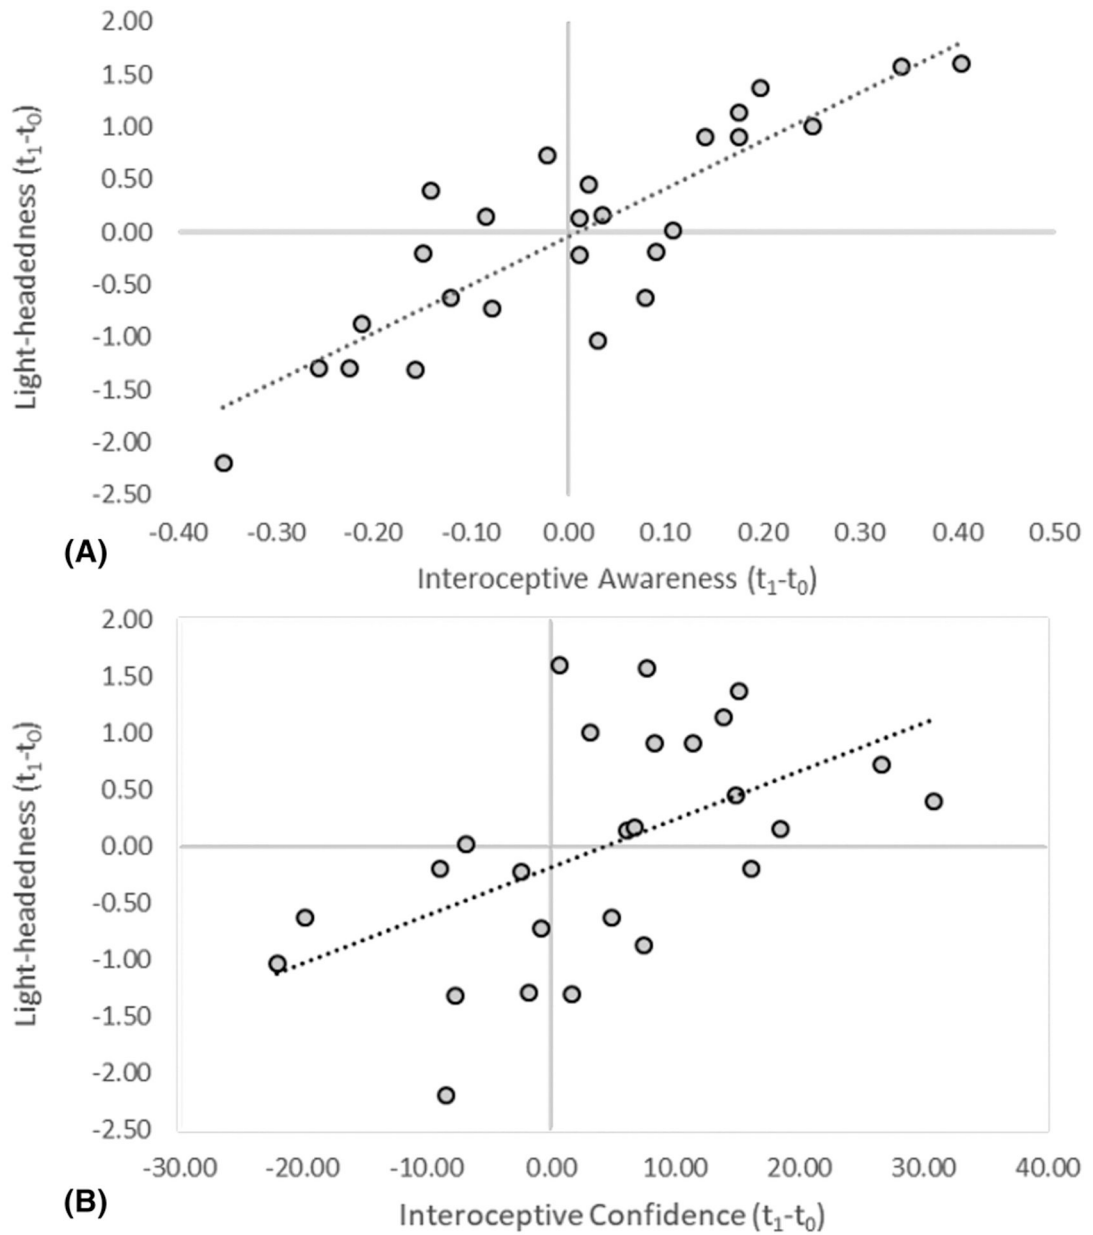 2.00
1.50
1.00
0.50
0.00
-0.50
-1.00
-1.50
-2.00
-2.50
Light-headedness (t₁-t₀)
-0.40 -0.30 -0.20 -0.10 0.00 0.10 0.20 0.30 0.40 0.50
(A)
Interoceptive Awareness (t₁-t₀)
2.00
1.50
1.00
0.50
0.00
-0.50
-1.00
-1.50
-2.00
-2.50
Light-headedness (t₁-t₀)
-30.00 -20.00 -10.00 0.00 10.00 20.00 30.00 40.00
(B)
Interoceptive Confidence (t₁-t₀)